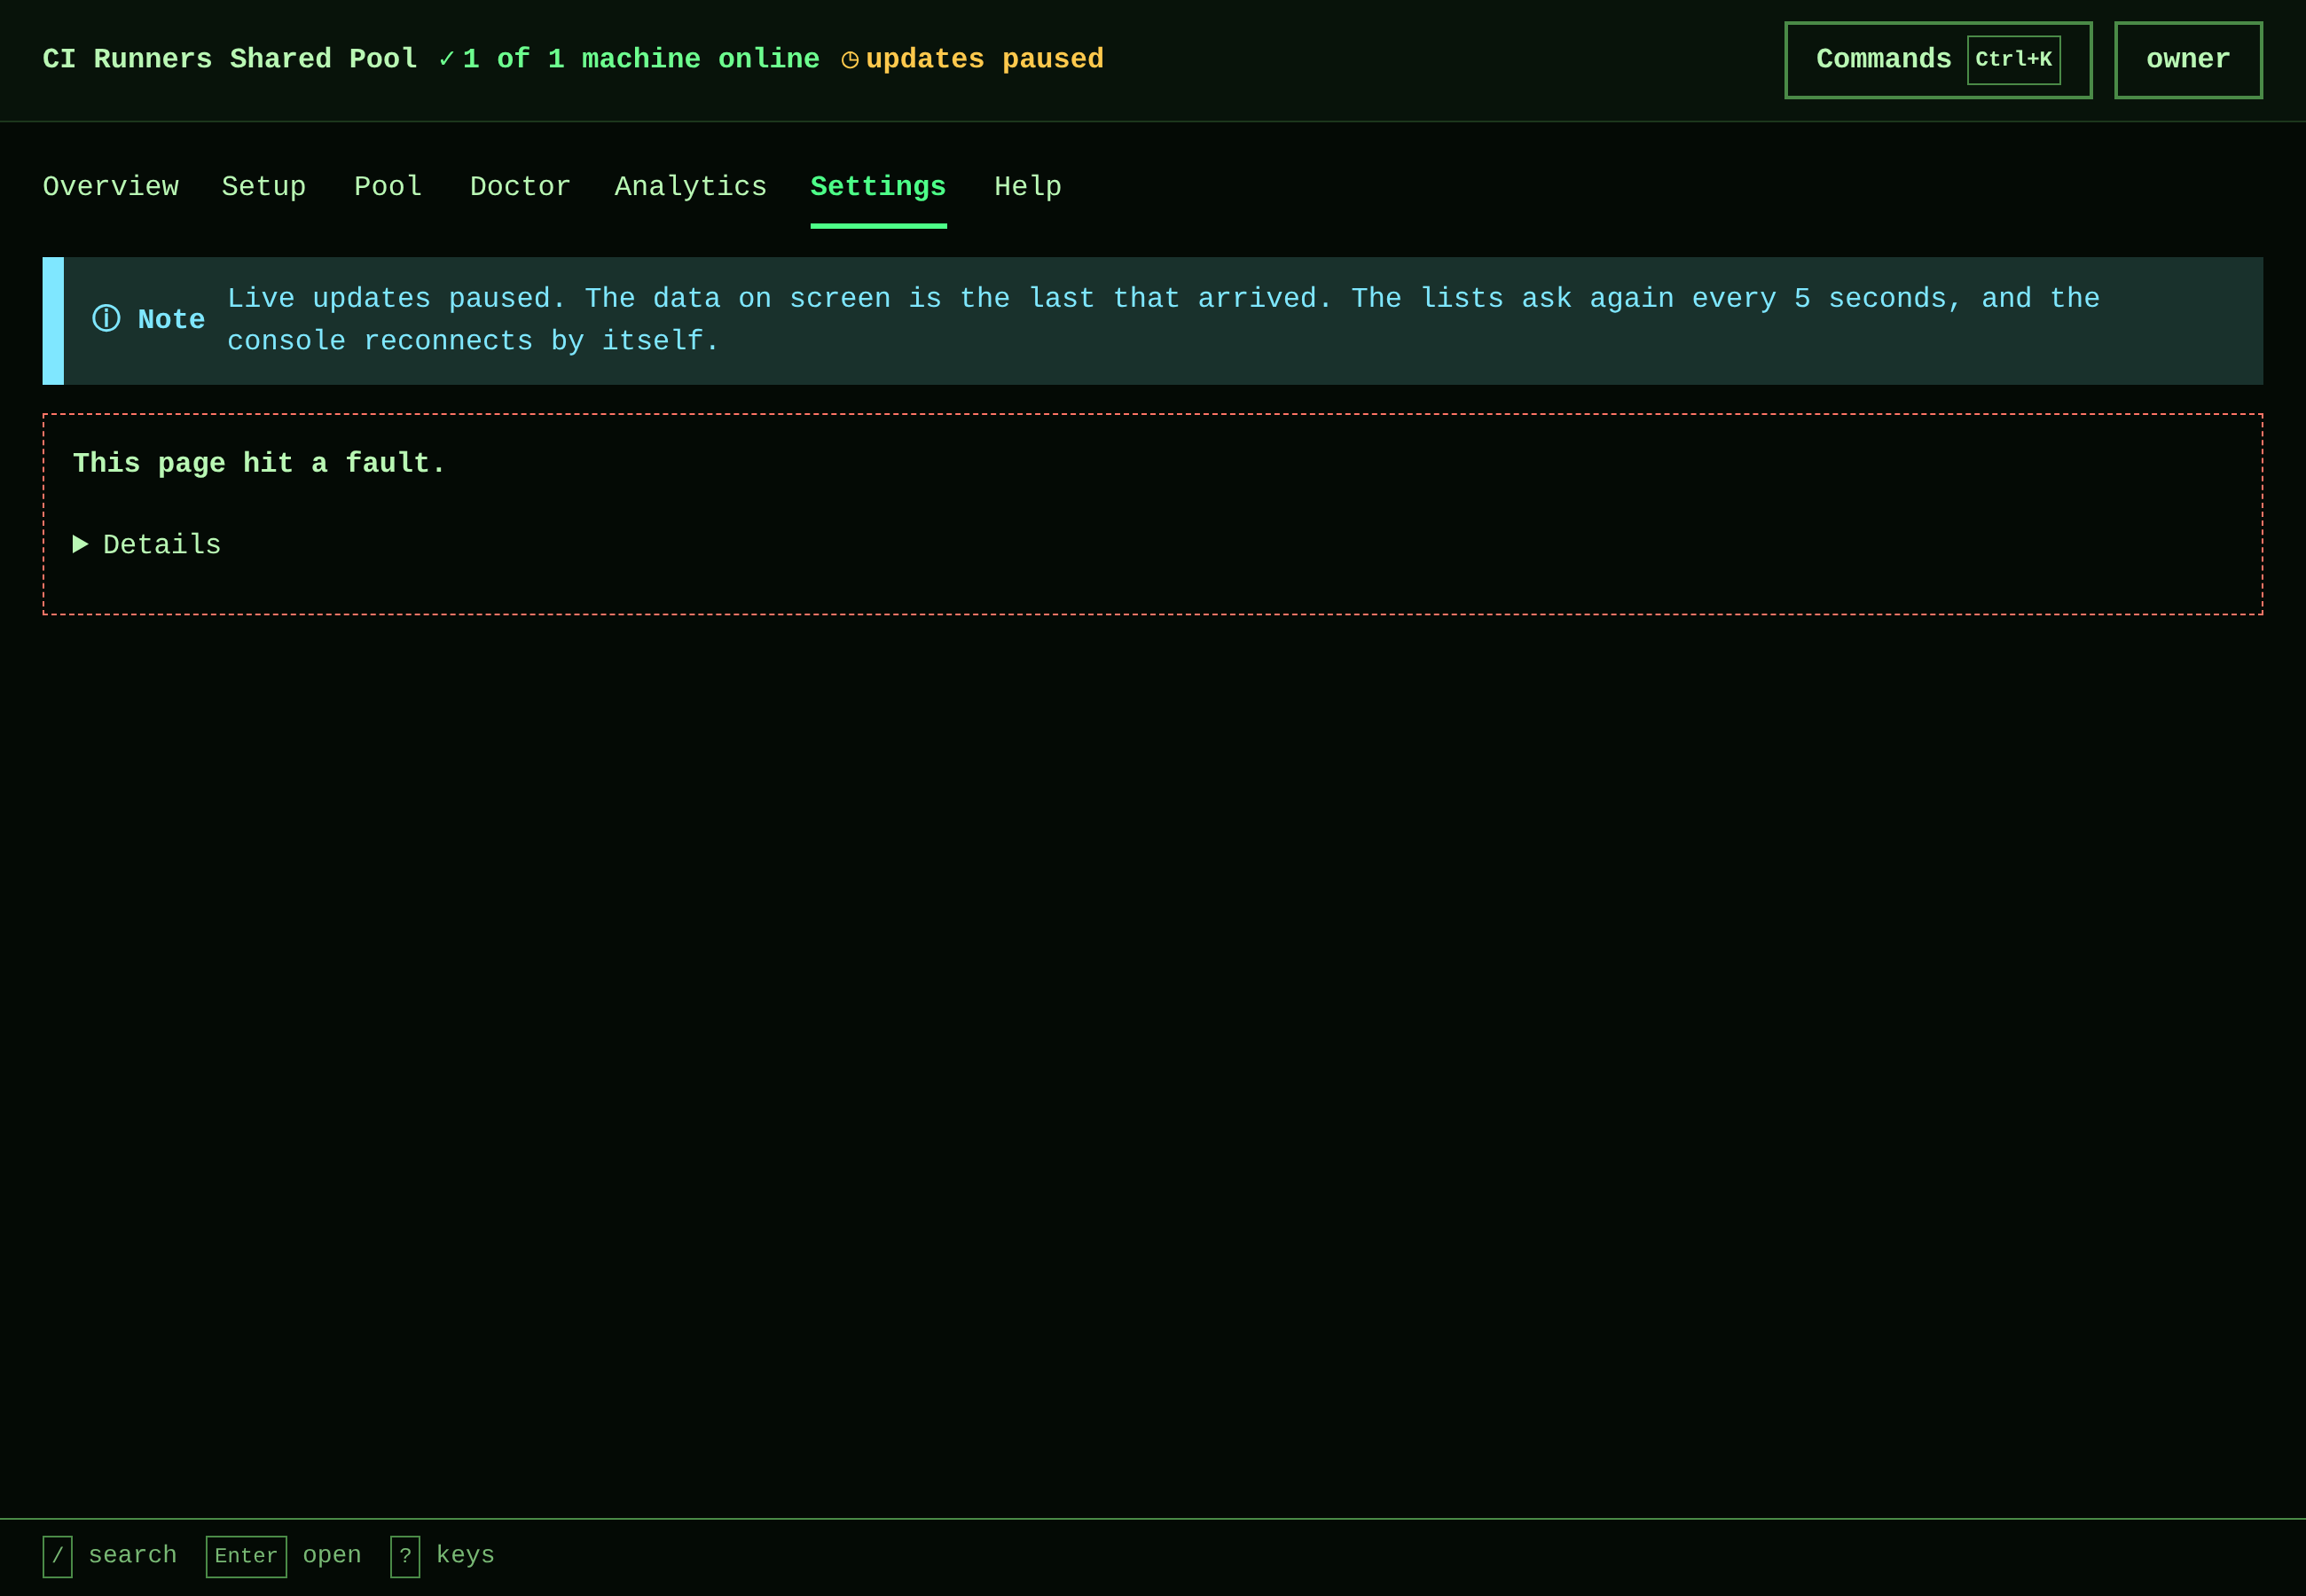 CI Runners Shared Pool ✓ 1 of 1 machine online ◷ updates paused Commands Ctrl+K owner
Overview Setup Pool Doctor Analytics Settings Help
ⓘ Note Live updates paused. The data on screen is the last that arrived. The lists ask again every 5 seconds, and the
console reconnects by itself.
This page hit a fault.
▶ Details
/ search Enter open ? keys